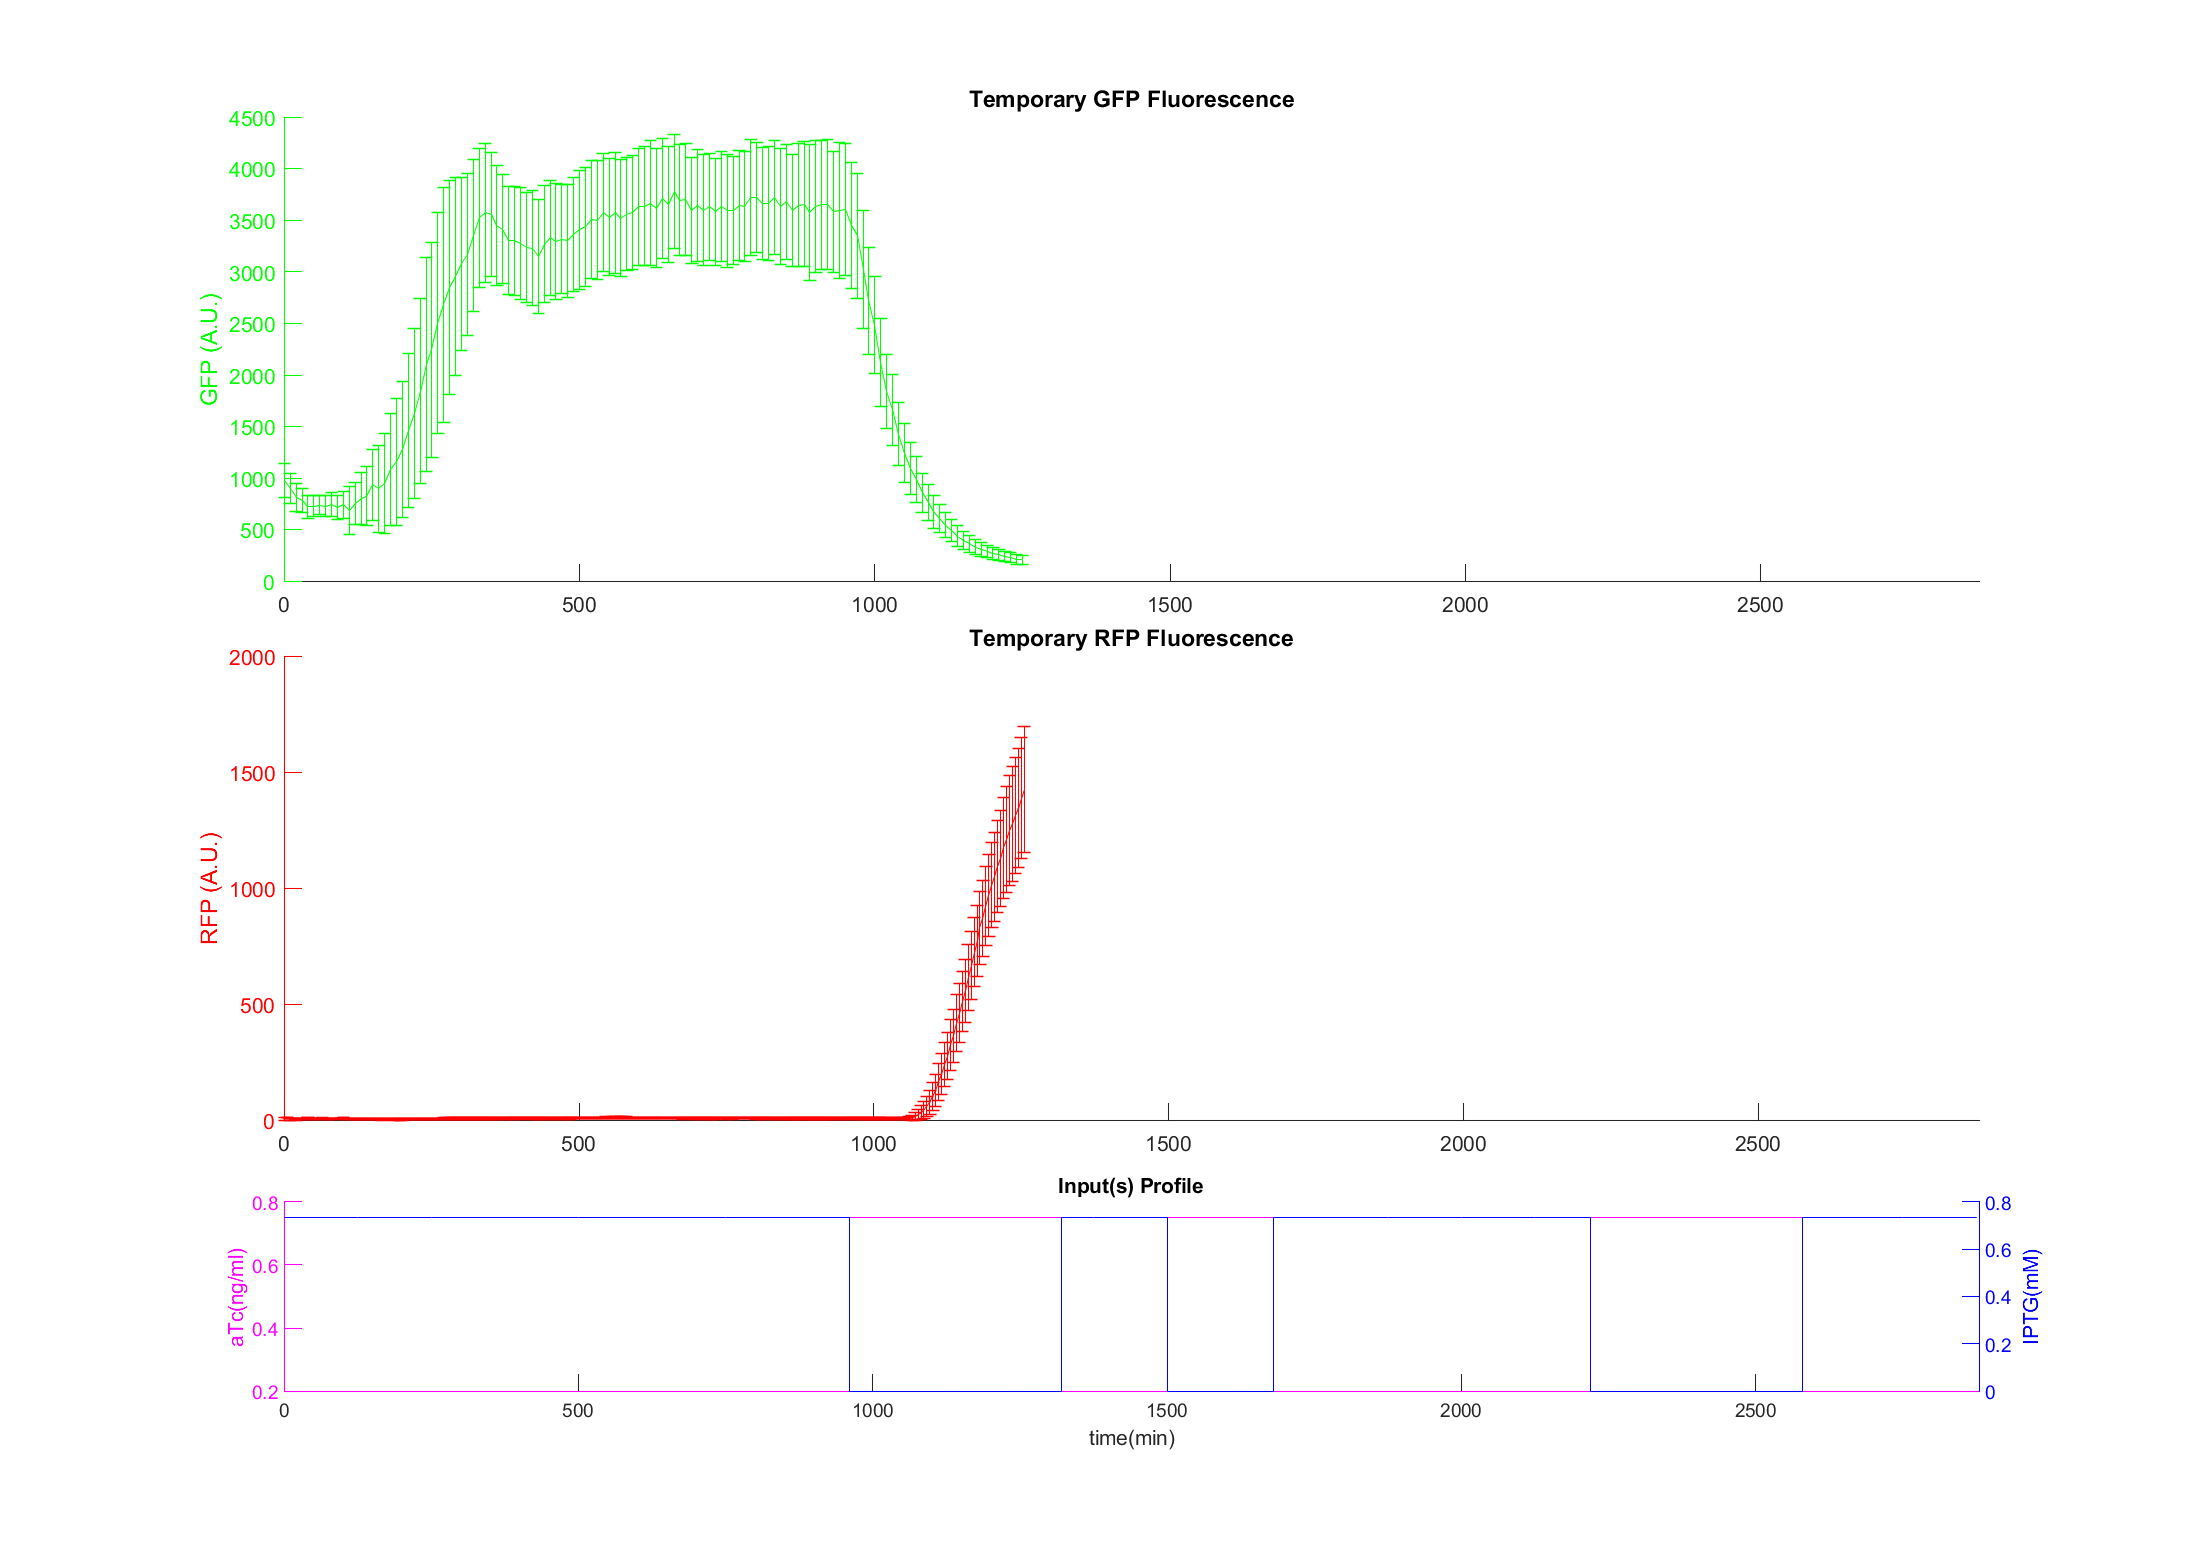 Temporary GFP Fluorescence
4500
4000
3500
3000
2500
2000
1500
1000
500
0
GFP (A.U.)
0 500 1000 1500 2000 2500
Temporary RFP Fluorescence
2000
1500
1000
500
0
RFP (A.U.)
0 500 1000 1500 2000 2500
Input(s) Profile
0.8
0.6
0.4
0.2
aTc(ng/ml)
0.8
0.6
0.4
0.2
0
IPTG(mM)
0 500 1000 1500 2000 2500
time(min)